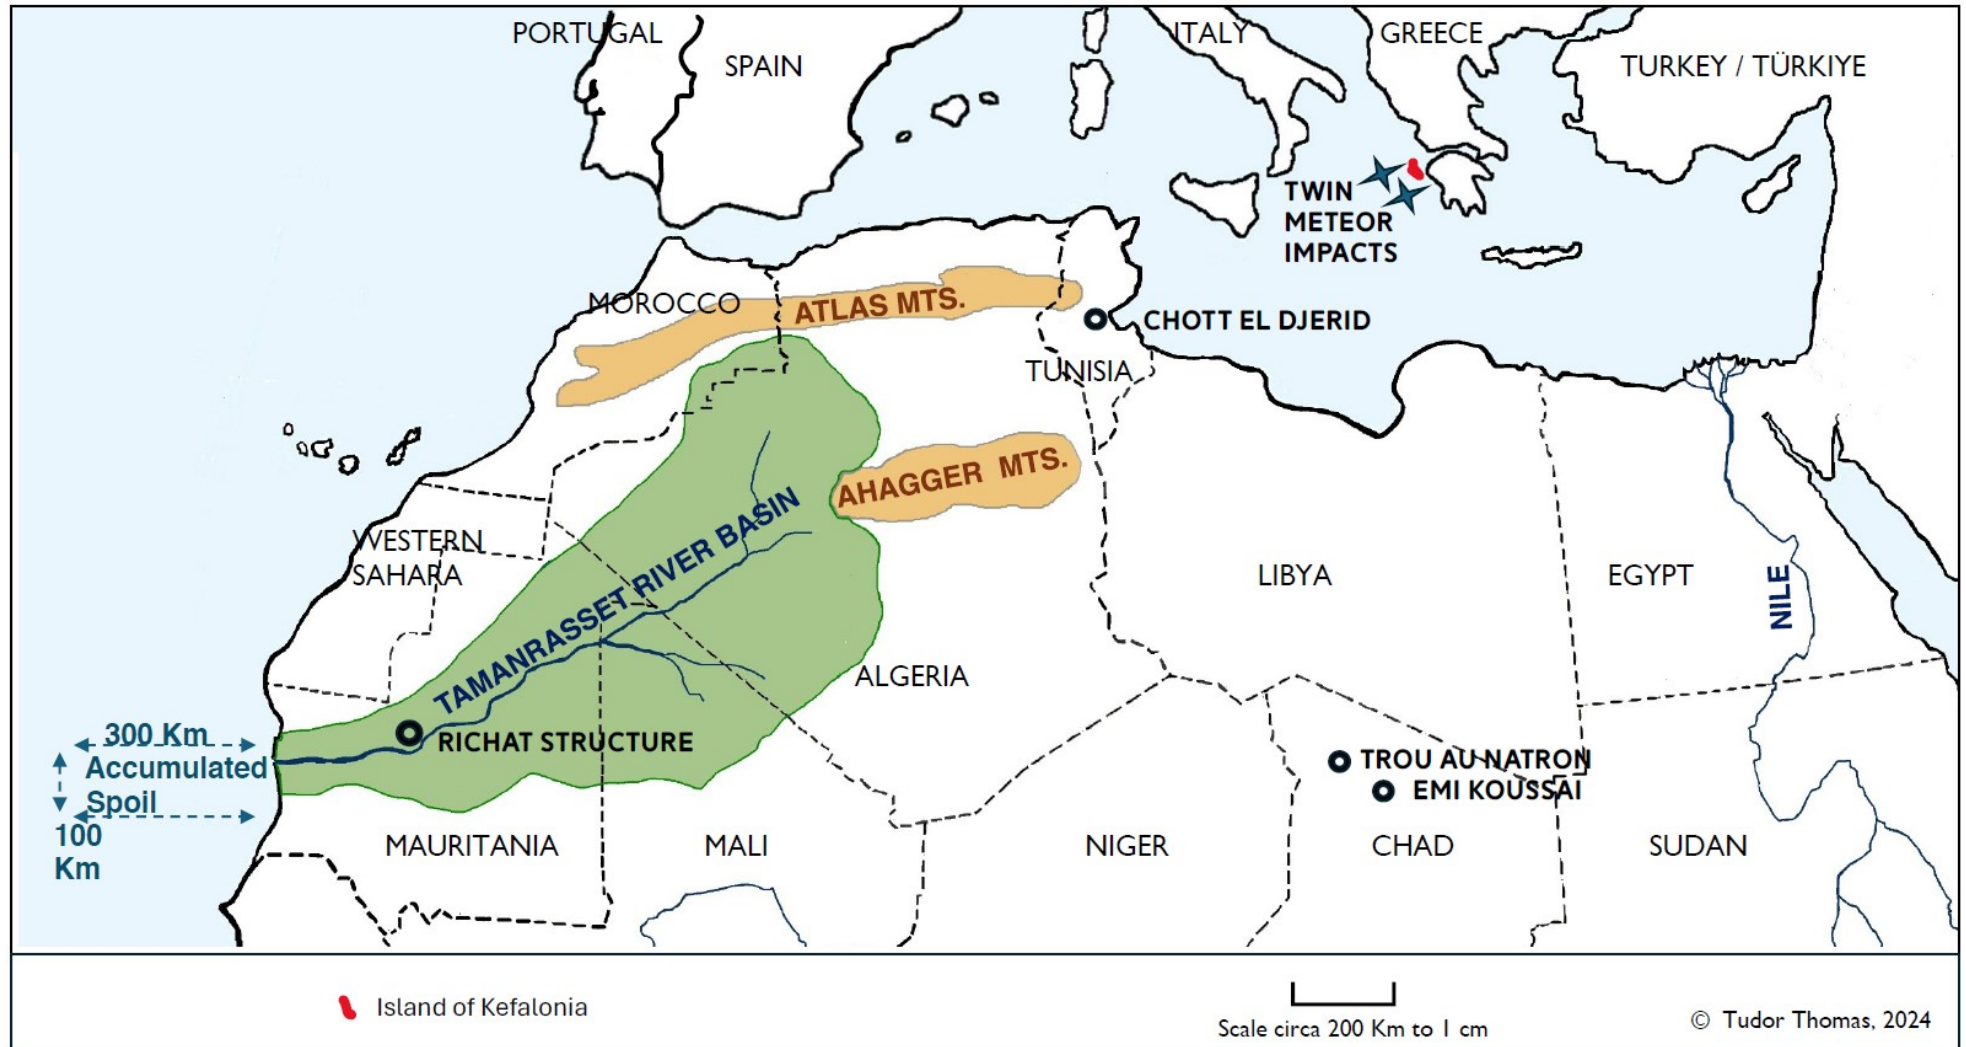 PORTUGAL
SPAIN
ITALY
GREECE
TURKEY / TÜRKIYE
TWIN
METEOR
IMPACTS
MOROCCO
ATLAS MTS.
CHOTT EL DJERID
TUNISIA
AHAGGER MTS.
WESTERN
SAHARA
TAMANRASSET RIVER BASIN
LIBYA
EGYPT
NILE
ALGERIA
300 Km
Accumulated
Spoil
100
Km
RICHAT STRUCTURE
TROU AU NATRON
EMI KOUSSAI
MAURITANIA
MALI
NIGER
CHAD
SUDAN
Island of Kefalonia
Scale circa 200 Km to 1 cm
© Tudor Thomas, 2024